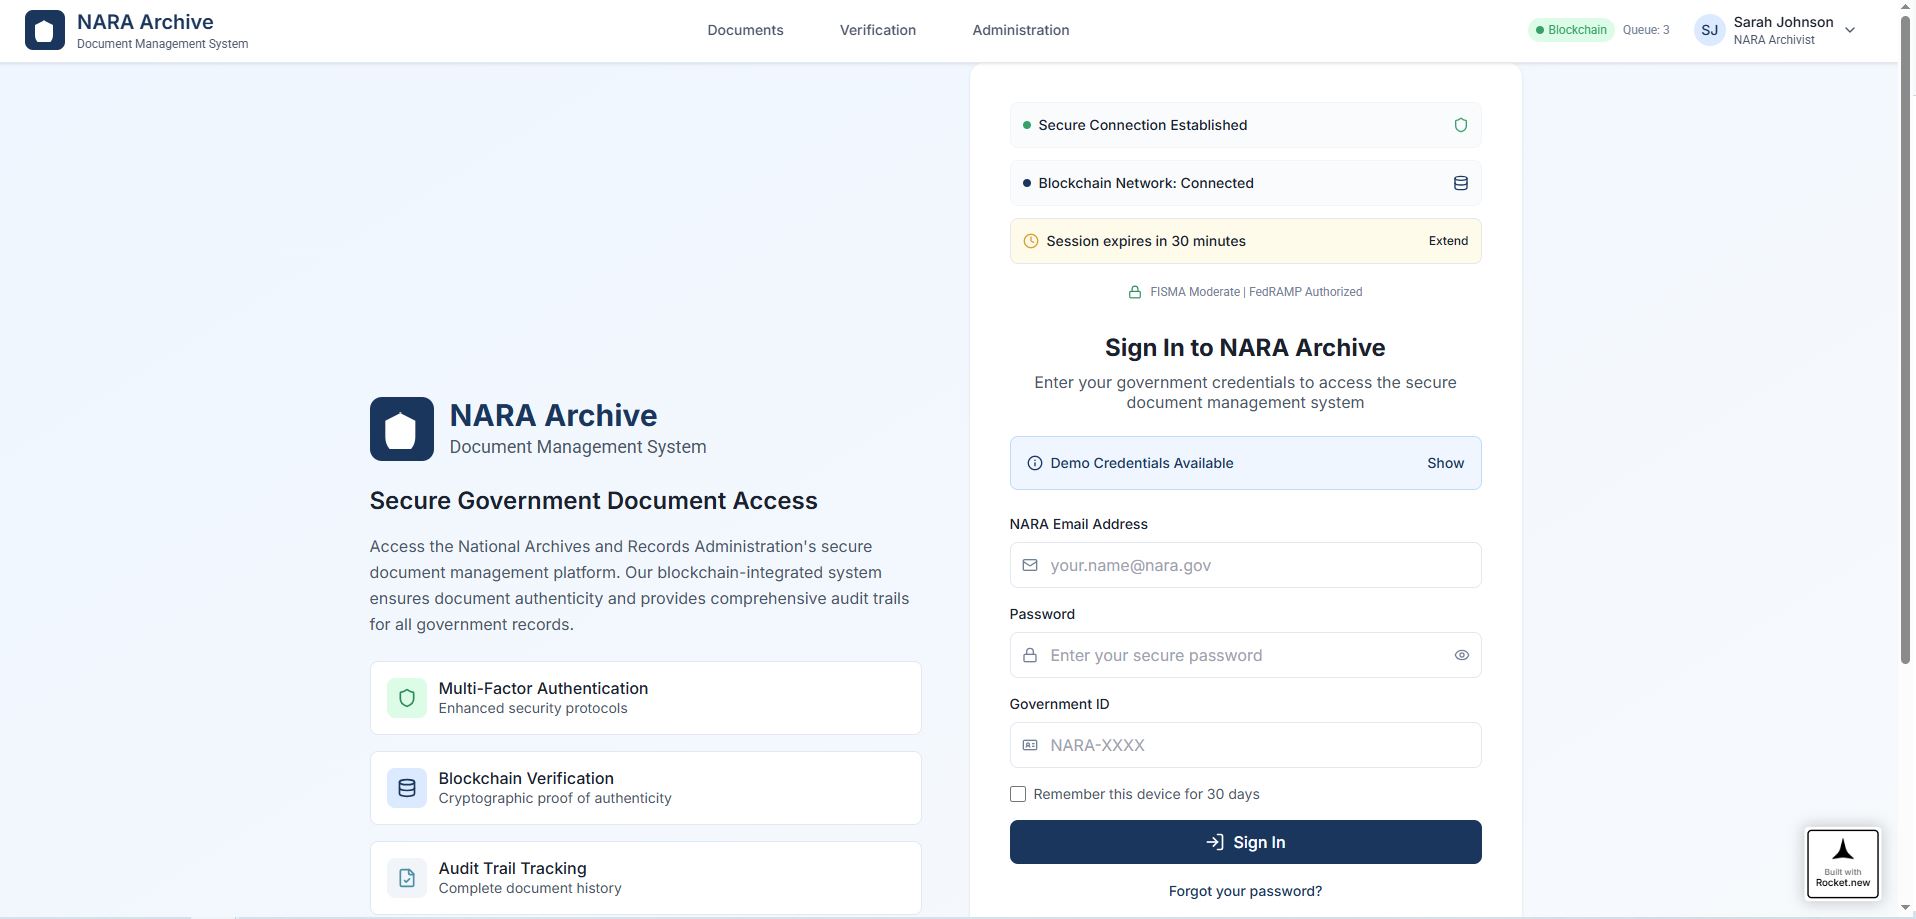 NARA Archive
Document Management System
Documents
Verification
Administration
Blockchain
Queue: 3
SJ
Sarah Johnson
NARA Archivist
NARA Archive
Document Management System
Secure Government Document Access
Access the National Archives and Records Administration's secure
document management platform. Our blockchain-integrated system
ensures document authenticity and provides comprehensive audit trails
for all government records.
Multi-Factor Authentication
Enhanced security protocols
Blockchain Verification
Cryptographic proof of authenticity
Audit Trail Tracking
Complete document history
Secure Connection Established
Blockchain Network: Connected
Session expires in 30 minutes
Extend
FISMA Moderate | FedRAMP Authorized
Sign In to NARA Archive
Enter your government credentials to access the secure
document management system
Demo Credentials Available
Show
NARA Email Address
your.name@nara.gov
Password
Enter your secure password
Government ID
NARA-XXXX
Remember this device for 30 days
Sign In
Forgot your password?
Built with
Rocket.new